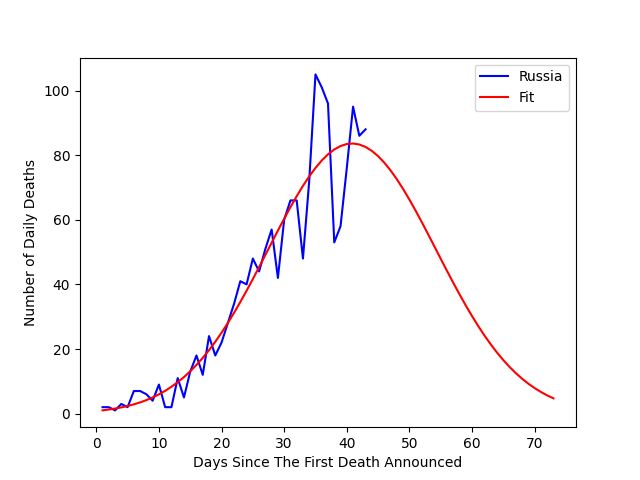 Russia
Fit
Number of Daily Deaths
100
80
60
40
20
0
0 10 20 30 40 50 60 70
Days Since The First Death Announced